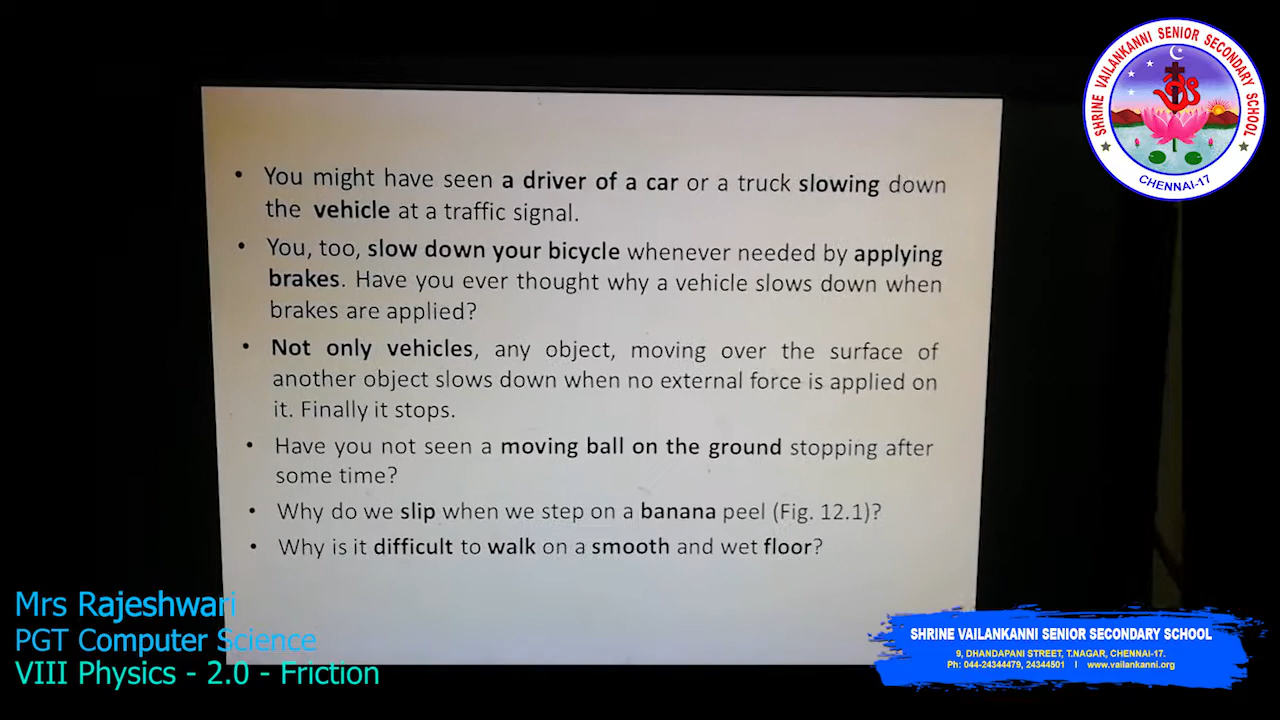 SHRINE VAILANKANNI SENIOR SECONDARY SCHOOL
CHENNAI-17
• You might have seen a driver of a car or a truck slowing down
the vehicle at a traffic signal.
• You, too, slow down your bicycle whenever needed by applying
brakes. Have you ever thought why a vehicle slows down when
brakes are applied?
• Not only vehicles, any object, moving over the surface of
another object slows down when no external force is applied on
it. Finally it stops.
• Have you not seen a moving ball on the ground stopping after
some time?
• Why do we slip when we step on a banana peel (Fig. 12.1)?
• Why is it difficult to walk on a smooth and wet floor?
Mrs Rajeshwari
PGT Computer Science
VIII Physics - 2.0 - Friction
SHRINE VAILANKANNI SENIOR SECONDARY SCHOOL
9, DHANDAPANI STREET, T.NAGAR, CHENNAI-17.
Ph: 044-24344479, 24344501 I www.vailankanni.org